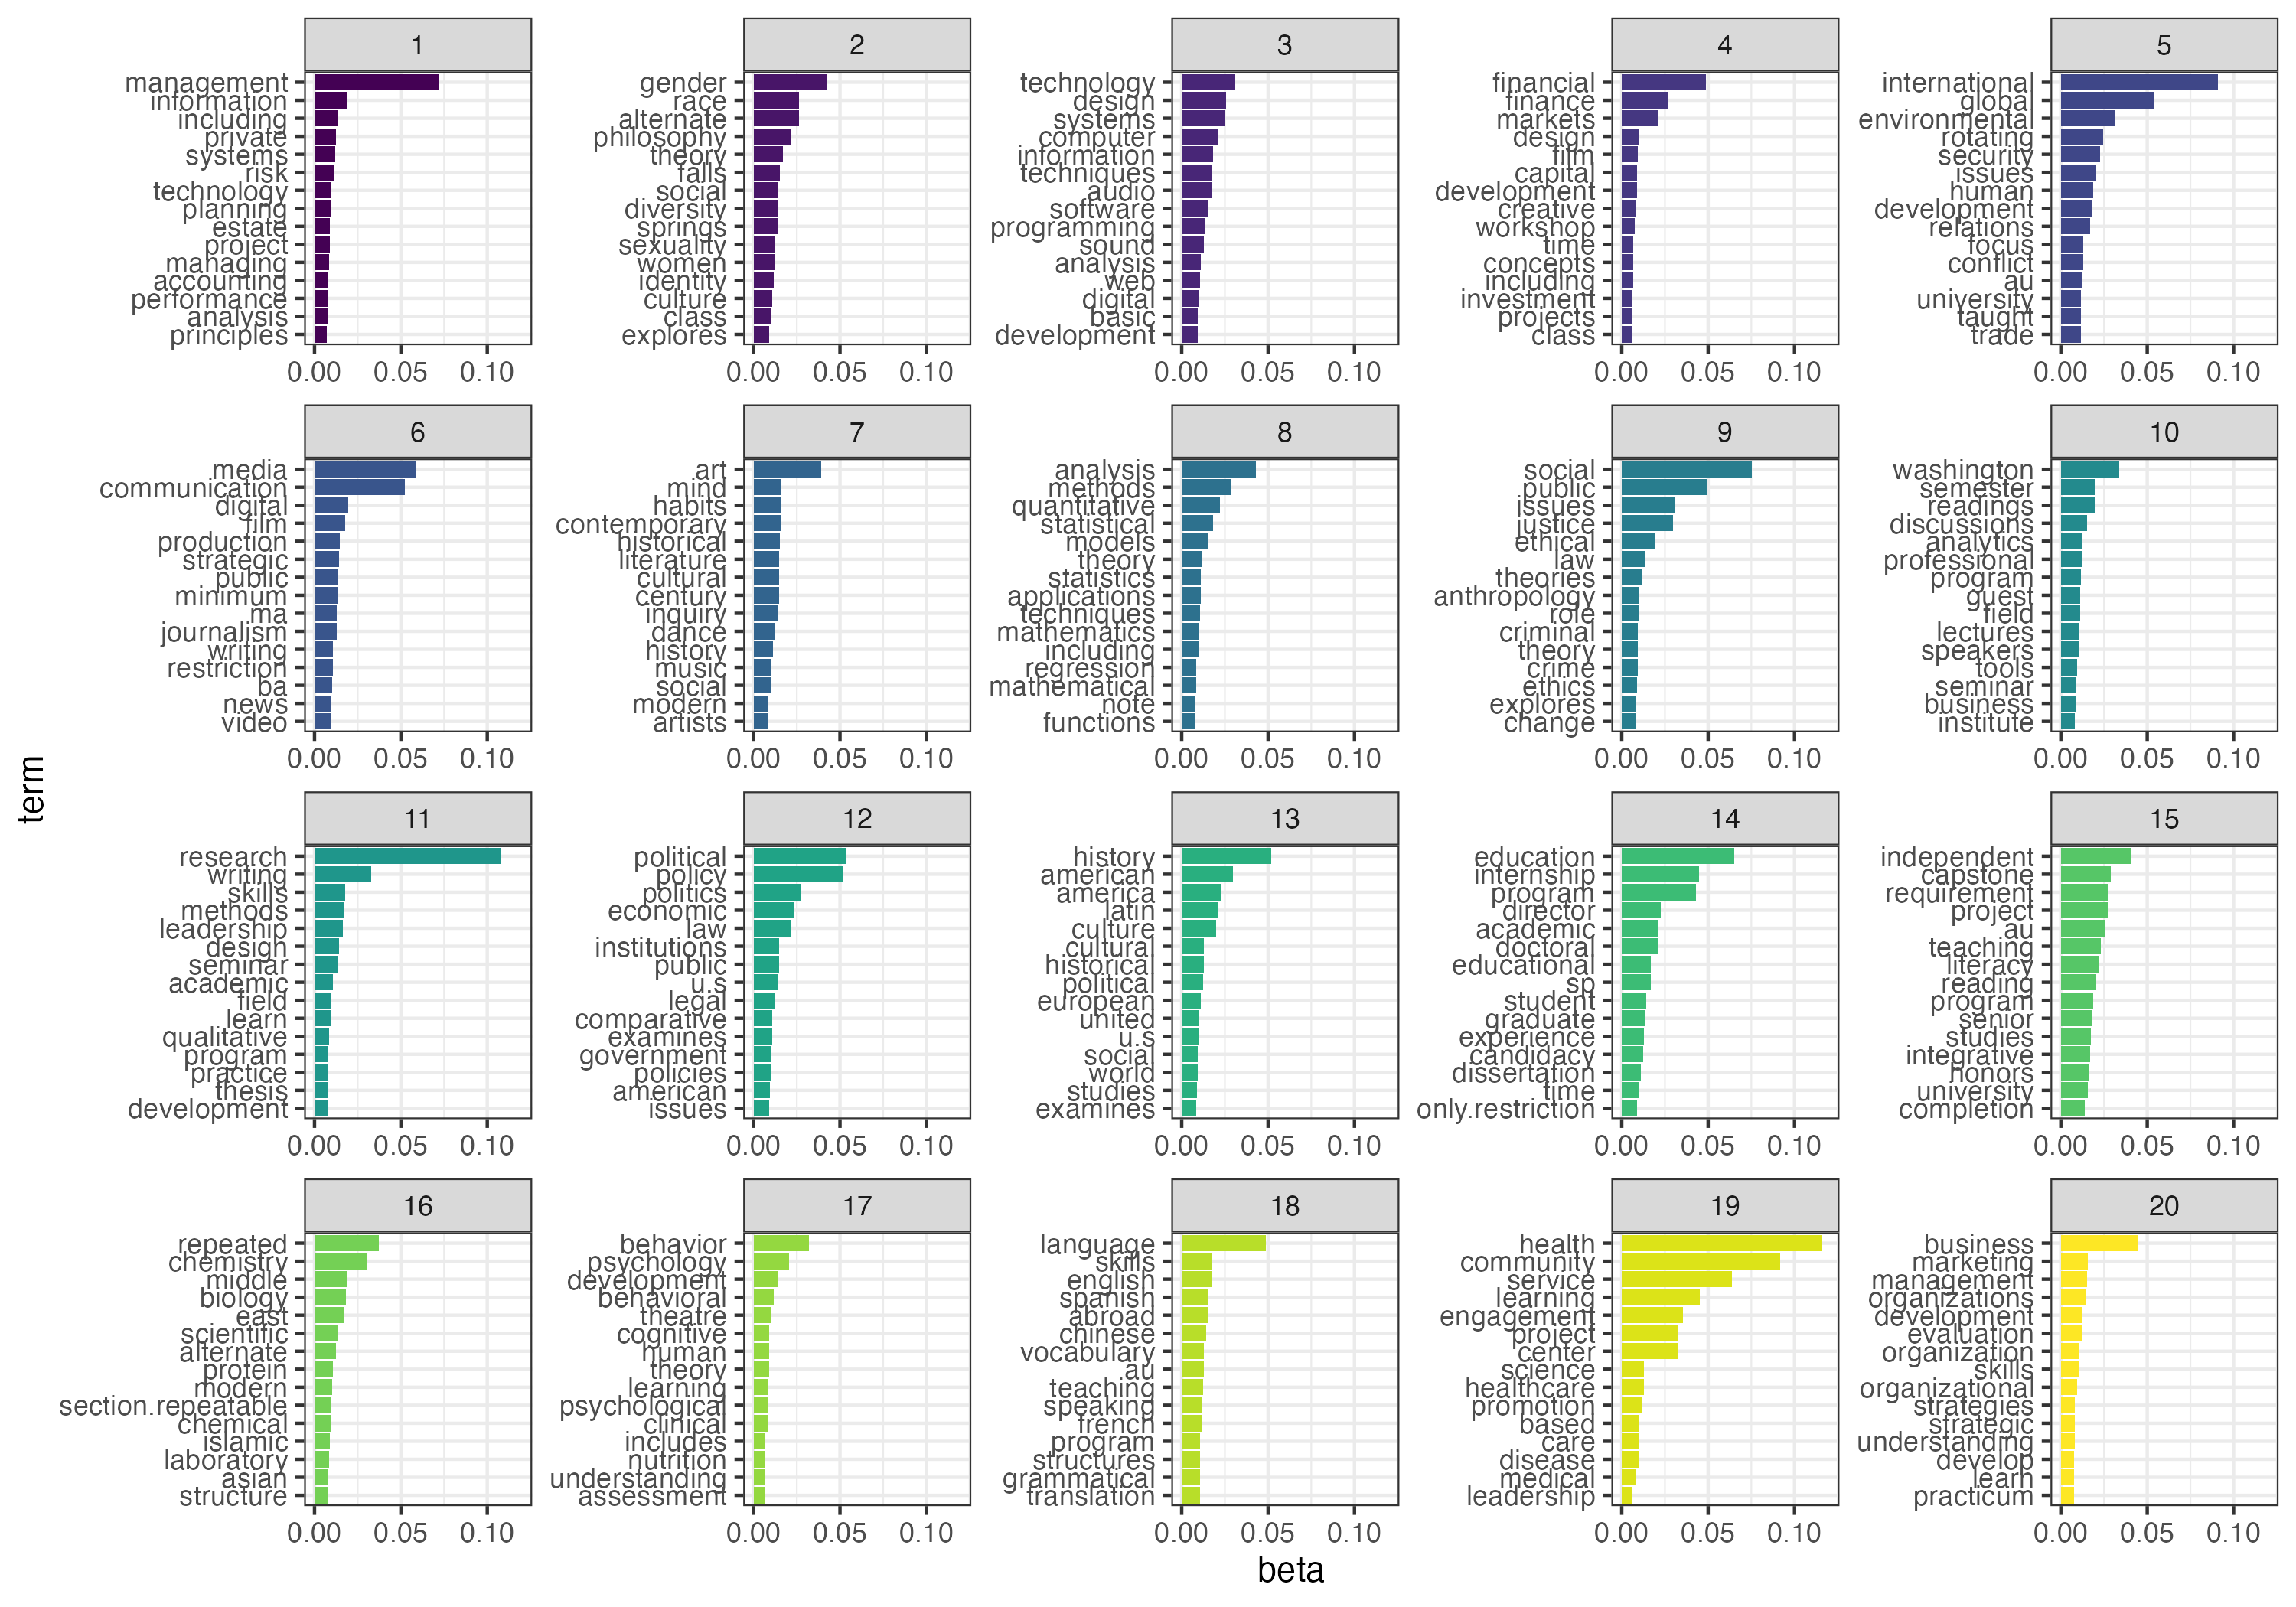 1
management
information
including
private
systems
risk
technology
planning
estate
project
managing
accounting
performance
analysis
principles
0.00 0.05 0.10
2
gender
race
alternate
philosophy
theory
falls
social
diversity
springs
sexuality
women
identity
culture
class
explores
0.00 0.05 0.10
3
technology
design
systems
computer
information
techniques
audio
software
programming
sound
analysis
web
digital
basic
development
0.00 0.05 0.10
4
financial
finance
markets
design
film
capital
development
creative
workshop
time
concepts
including
investment
projects
class
0.00 0.05 0.10
5
international
global
environmental
rotating
security
issues
human
development
relations
focus
conflict
au
university
taught
trade
0.00 0.05 0.10
6
media
communication
digital
film
production
strategic
public
minimum
ma
journalism
writing
restriction
ba
news
video
0.00 0.05 0.10
7
art
mind
habits
contemporary
historical
literature
cultural
century
inquiry
dance
history
music
social
modern
artists
0.00 0.05 0.10
8
analysis
methods
quantitative
statistical
models
theory
statistics
applications
techniques
mathematics
including
regression
mathematical
note
functions
0.00 0.05 0.10
9
social
public
issues
justice
ethical
law
theories
anthropology
role
criminal
theory
crime
ethics
explores
change
0.00 0.05 0.10
10
washington
semester
readings
discussions
analytics
professional
program
guest
field
lectures
speakers
tools
seminar
business
institute
0.00 0.05 0.10
term
11
research
writing
skills
methods
leadership
design
seminar
academic
field
learn
qualitative
program
practice
thesis
development
0.00 0.05 0.10
12
political
policy
politics
economic
law
institutions
public
u.s
legal
comparative
examines
government
policies
american
issues
0.00 0.05 0.10
13
history
american
america
latin
culture
cultural
historical
political
european
united
u.s
social
world
studies
examines
0.00 0.05 0.10
14
education
internship
program
director
academic
doctoral
educational
sp
student
graduate
experience
candidacy
dissertation
time
only.restriction
0.00 0.05 0.10
15
independent
capstone
requirement
project
au
teaching
literacy
reading
program
senior
studies
integrative
honors
university
completion
0.00 0.05 0.10
16
repeated
chemistry
middle
biology
east
scientific
alternate
protein
modern
section.repeatable
chemical
islamic
laboratory
asian
structure
0.00 0.05 0.10
17
behavior
psychology
development
behavioral
theatre
cognitive
human
theory
learning
psychological
clinical
includes
nutrition
understanding
assessment
0.00 0.05 0.10
18
language
skills
english
spanish
abroad
chinese
vocabulary
au
teaching
speaking
french
program
structures
grammatical
translation
0.00 0.05 0.10
19
health
community
service
learning
engagement
project
center
science
healthcare
promotion
based
care
disease
medical
leadership
0.00 0.05 0.10
20
business
marketing
management
organizations
development
evaluation
organization
skills
organizational
strategies
strategic
understanding
develop
learn
practicum
0.00 0.05 0.10
beta